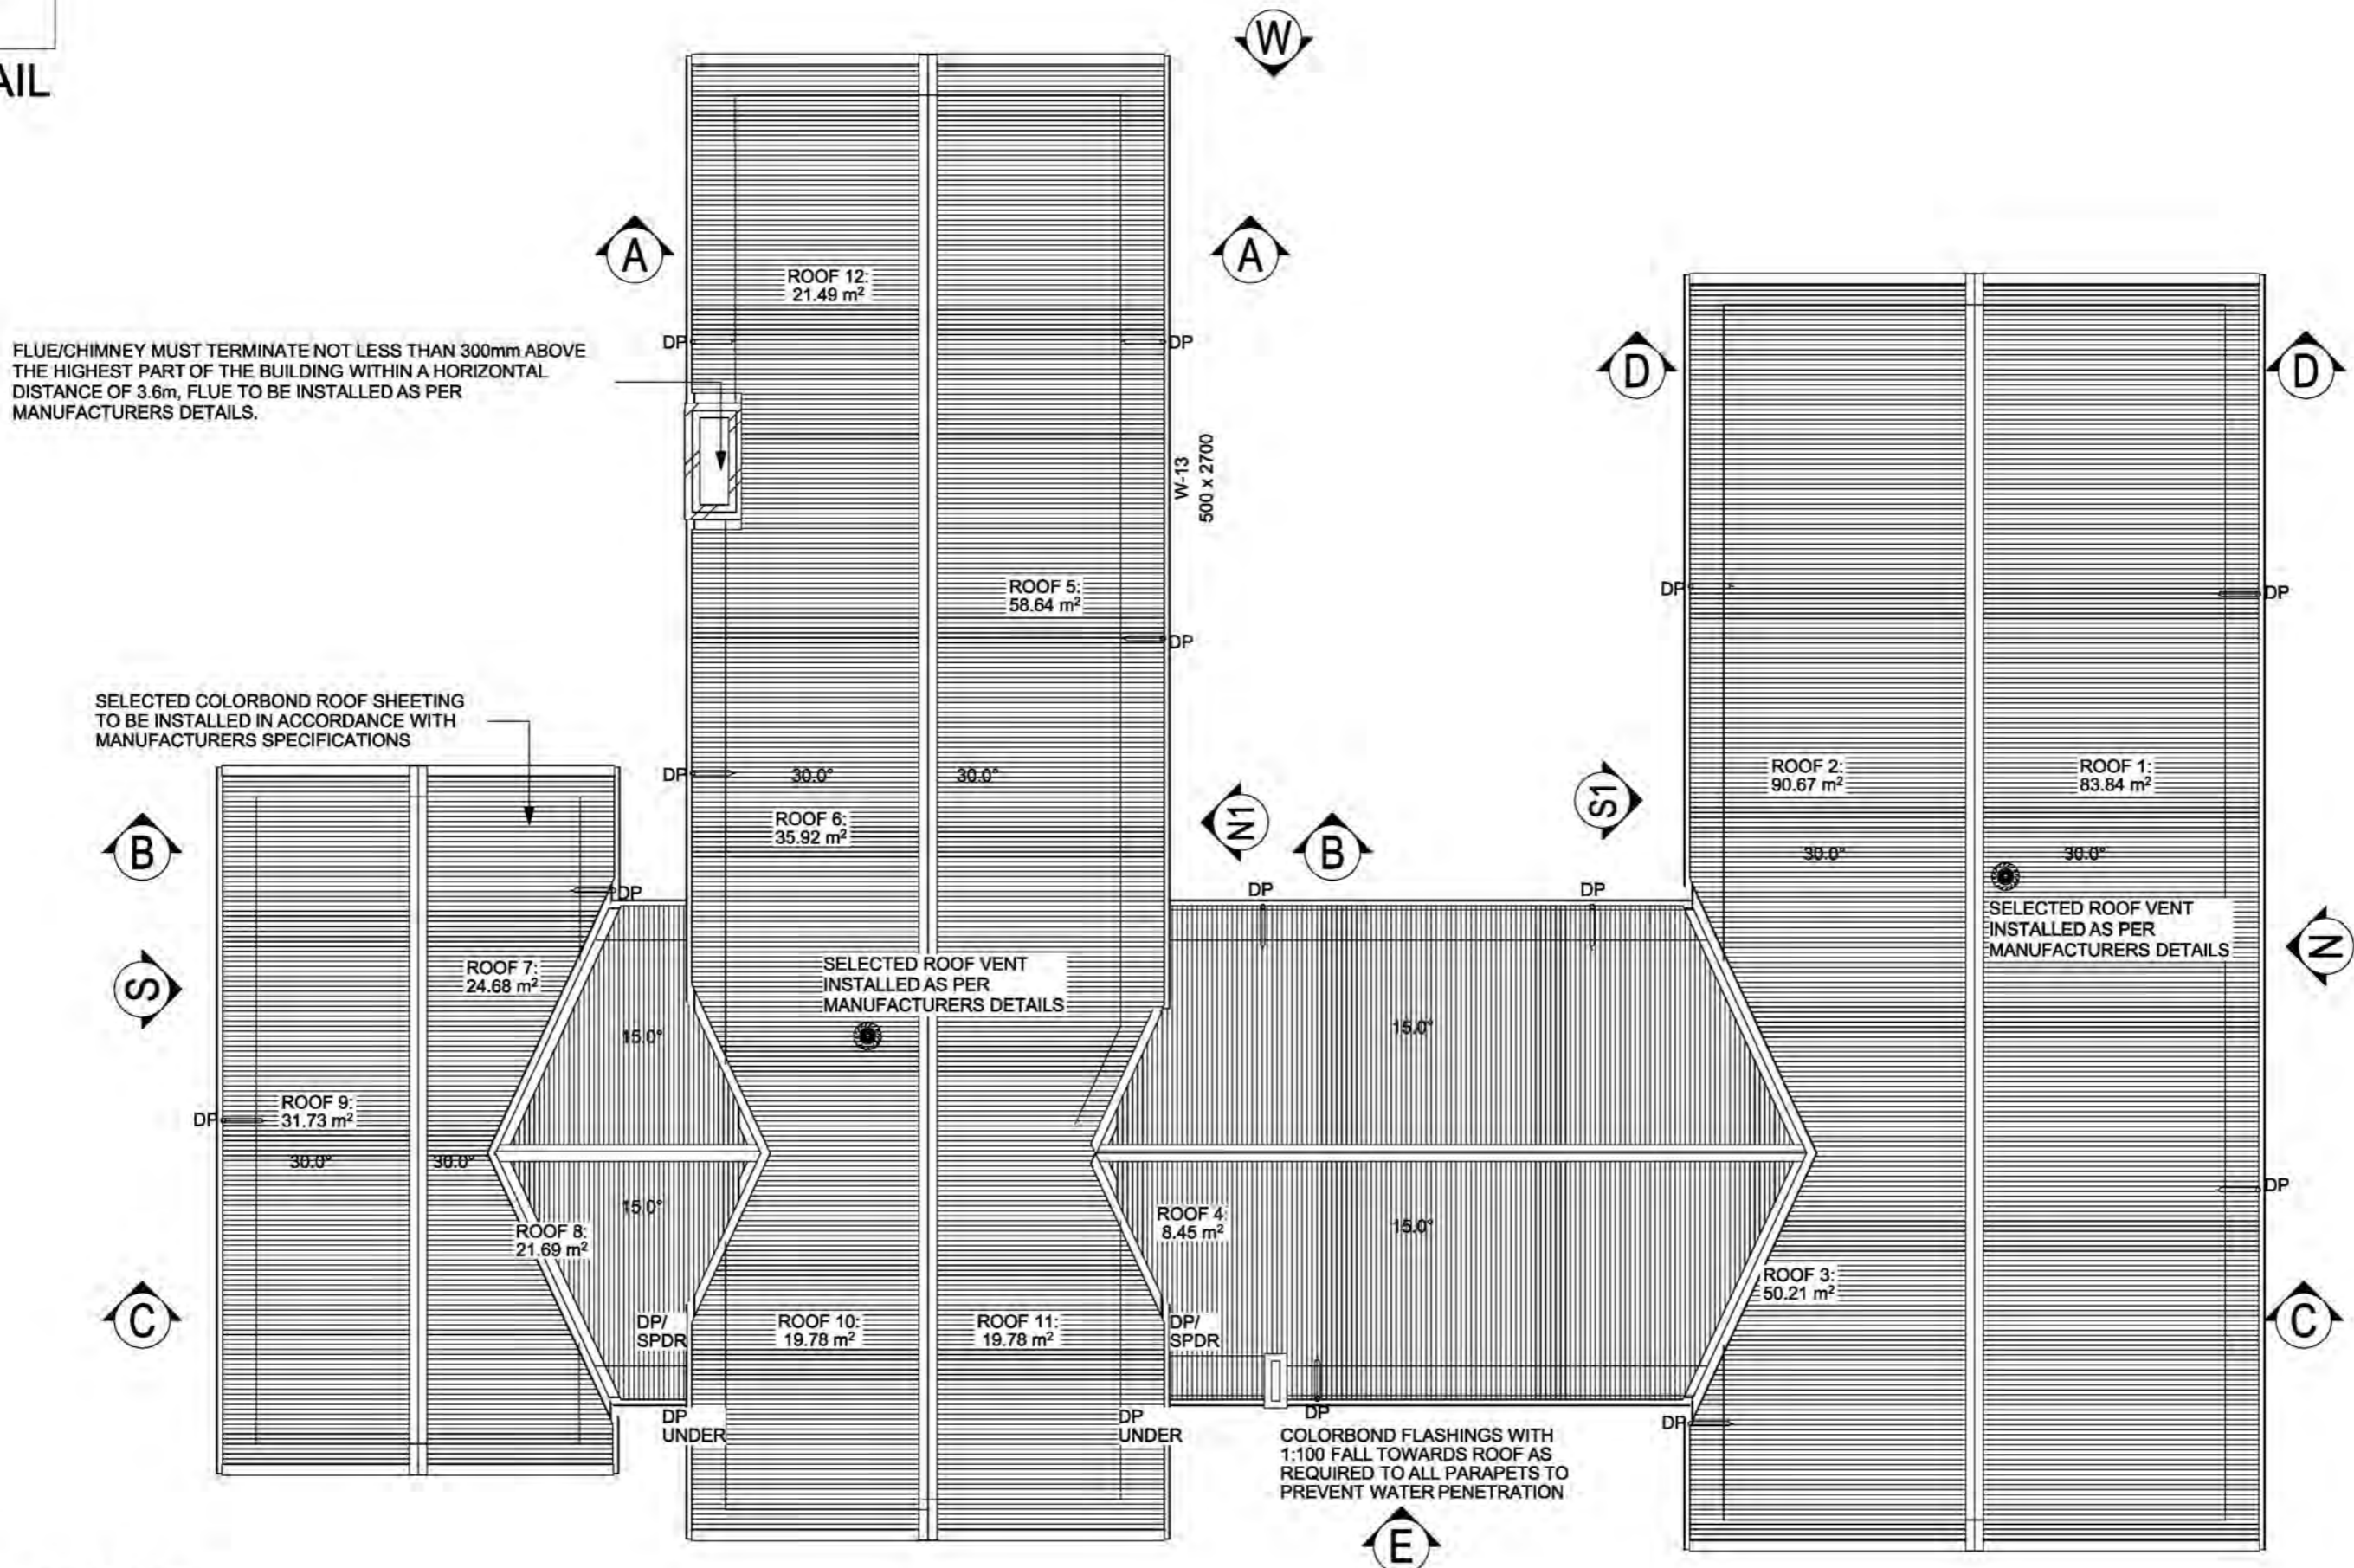 AIL
W
A
A
ROOF 12:
21.49 m²
DP
DP
D
D
FLUE/CHIMNEY MUST TERMINATE NOT LESS THAN 300mm ABOVE
THE HIGHEST PART OF THE BUILDING WITHIN A HORIZONTAL
DISTANCE OF 3.6m, FLUE TO BE INSTALLED AS PER
MANUFACTURERS DETAILS.
W-13
500 x 2700
ROOF 5:
58.64 m²
DP
DP
DP
SELECTED COLORBOND ROOF SHEETING
TO BE INSTALLED IN ACCORDANCE WITH
MANUFACTURERS SPECIFICATIONS
DP
30.0°
30.0°
ROOF 6:
35.92 m²
N1
B
S1
ROOF 2:
90.67 m²
ROOF 1:
83.84 m²
30.0°
30.0°
B
DP
DP
DP
SELECTED ROOF VENT
INSTALLED AS PER
MANUFACTURERS DETAILS
N
S
ROOF 7:
24.68 m²
SELECTED ROOF VENT
INSTALLED AS PER
MANUFACTURERS DETAILS
15.0°
15.0°
DP
ROOF 9:
31.73 m²
30.0°
30.0°
DP
15.0°
ROOF 8:
21.69 m²
ROOF 4:
8.45 m²
15.0°
ROOF 3:
50.21 m²
C
DP/
SPDR
ROOF 10:
19.78 m²
ROOF 11:
19.78 m²
DP/
SPDR
C
DP
UNDER
DP
UNDER
DP
DP
COLORBOND FLASHINGS WITH
1:100 FALL TOWARDS ROOF AS
REQUIRED TO ALL PARAPETS TO
PREVENT WATER PENETRATION
E